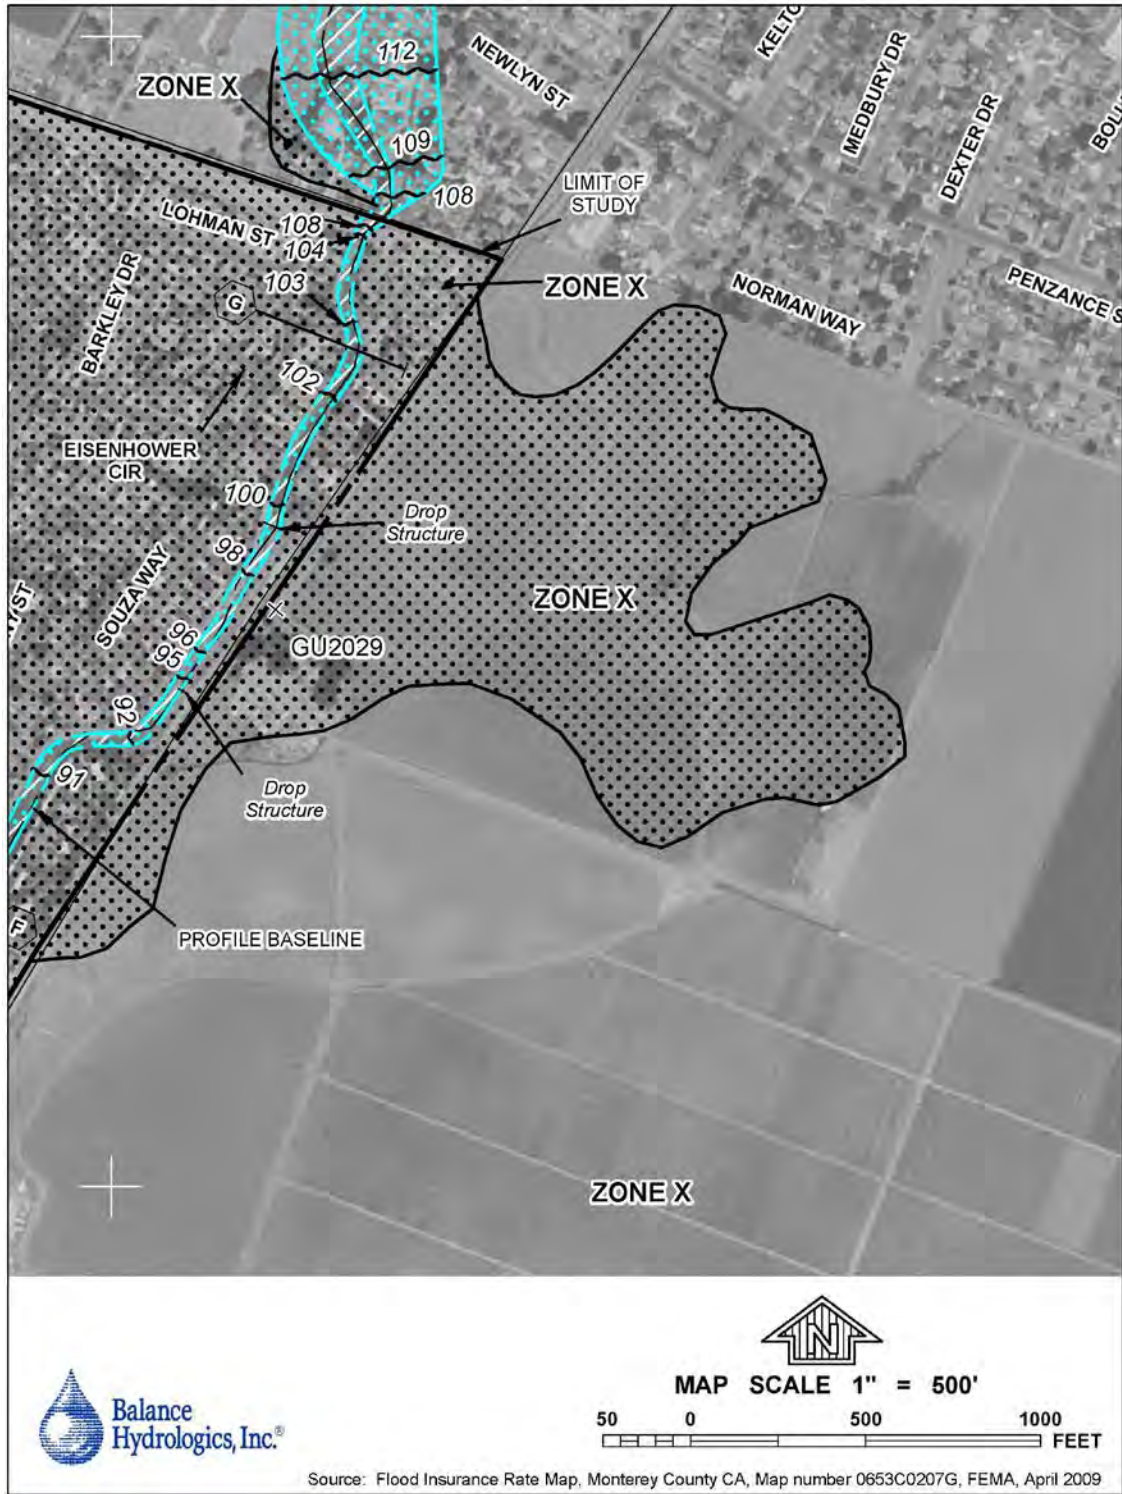 112
NEWLYN ST
KELTO
MEDBURY DR
DEXTER DR
ZONE X
109
108
LIMIT OF
STUDY
LOHMAN ST
108
104
BARKLEY DR
G
103
ZONE X
NORMAN WAY
PENZANCE S
102
EISENHOWER
CIR
100
Drop
Structure
98
ZONE X
SOUZA WAY
96
95
GU2029
92
91
Drop
Structure
F
PROFILE BASELINE
ZONE X
N
MAP SCALE 1" = 500'
50 0 500 1000
FEET
Balance
Hydrologics, Inc.®
Source: Flood Insurance Rate Map, Monterey County CA, Map number 0653C0207G, FEMA, April 2009